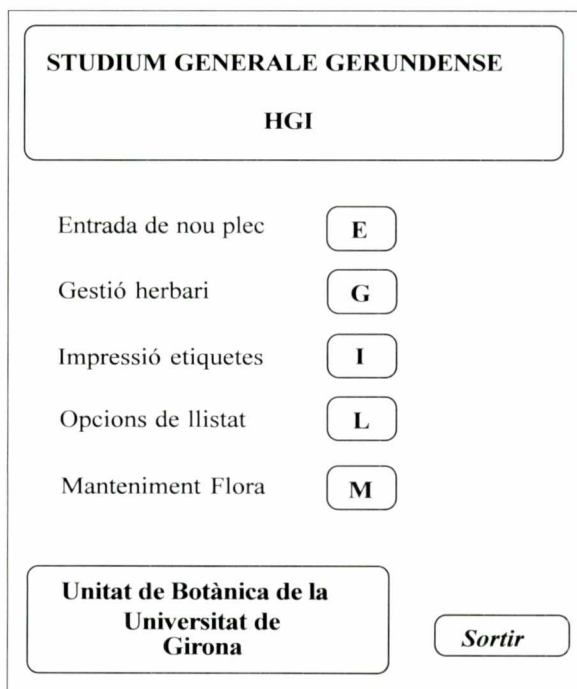 STUDIUM GENERALE GERUNDENSE
HGI
Entrada de nou plec E
Gestió herbari G
Impressió etiquetes I
Opcions de llistat L
Manteniment Flora M
Unitat de Botànica de la
Universitat de
Girona
Sortir